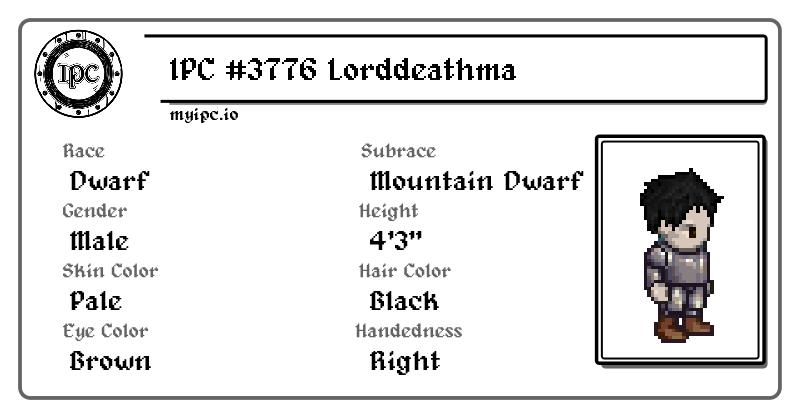 IPC
IPC #3776 Lorddeathma
myipc.io
Race
Subrace
Dwarf
Mountain Dwarf
Gender
Height
Male
4'3"
Skin Color
Hair Color
Pale
Black
Eye Color
Handedness
Brown
Right